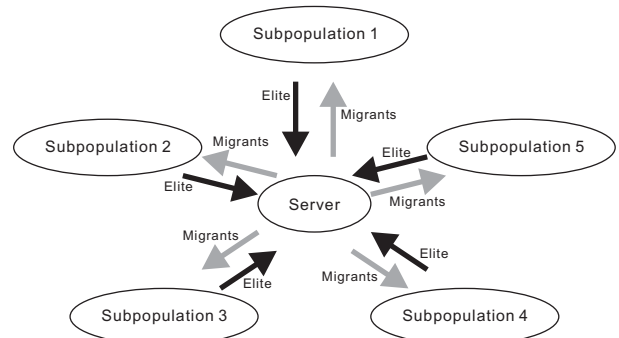 Subpopulation 1
Elite
Migrants
Subpopulation 2
Migrants
Elite
Elite
Subpopulation 5
Migrants
Server
Migrants
Elite
Elite
Migrants
Subpopulation 3
Subpopulation 4